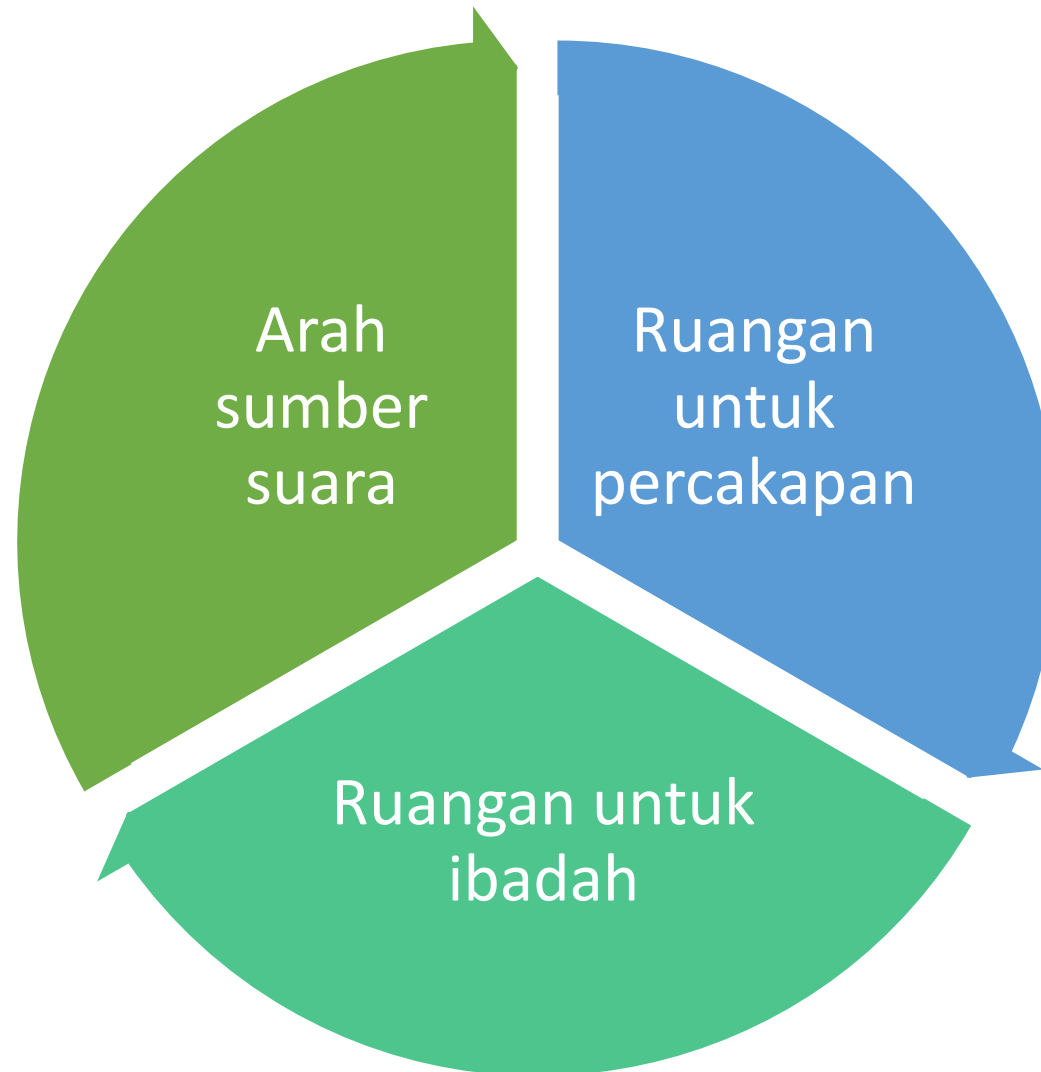 Arah
sumber
suara
Ruangan
untuk
percakapan
Ruangan untuk
ibadah